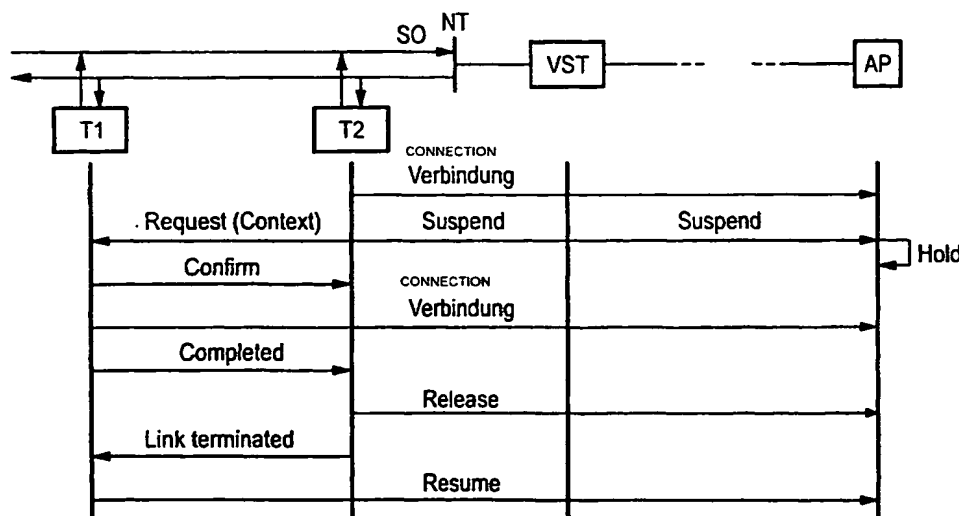 SO NT
VST
AP
T1
T2
CONNECTION
Verbindung
Request (Context) Suspend Suspend
Hold
Confirm
CONNECTION
Verbindung
Completed
Release
Link terminated
Resume